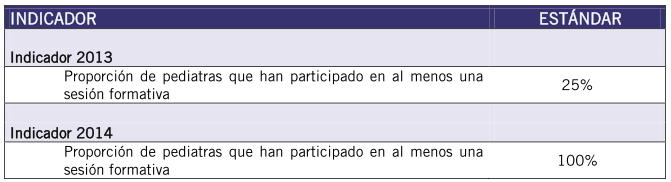 INDICADOR ESTÁNDAR
Indicador 2013
Proporción de pediatras que han participado en al menos una
sesión formativa
25%
Indicador 2014
Proporción de pediatras que han participado en al menos una
sesión formativa
100%